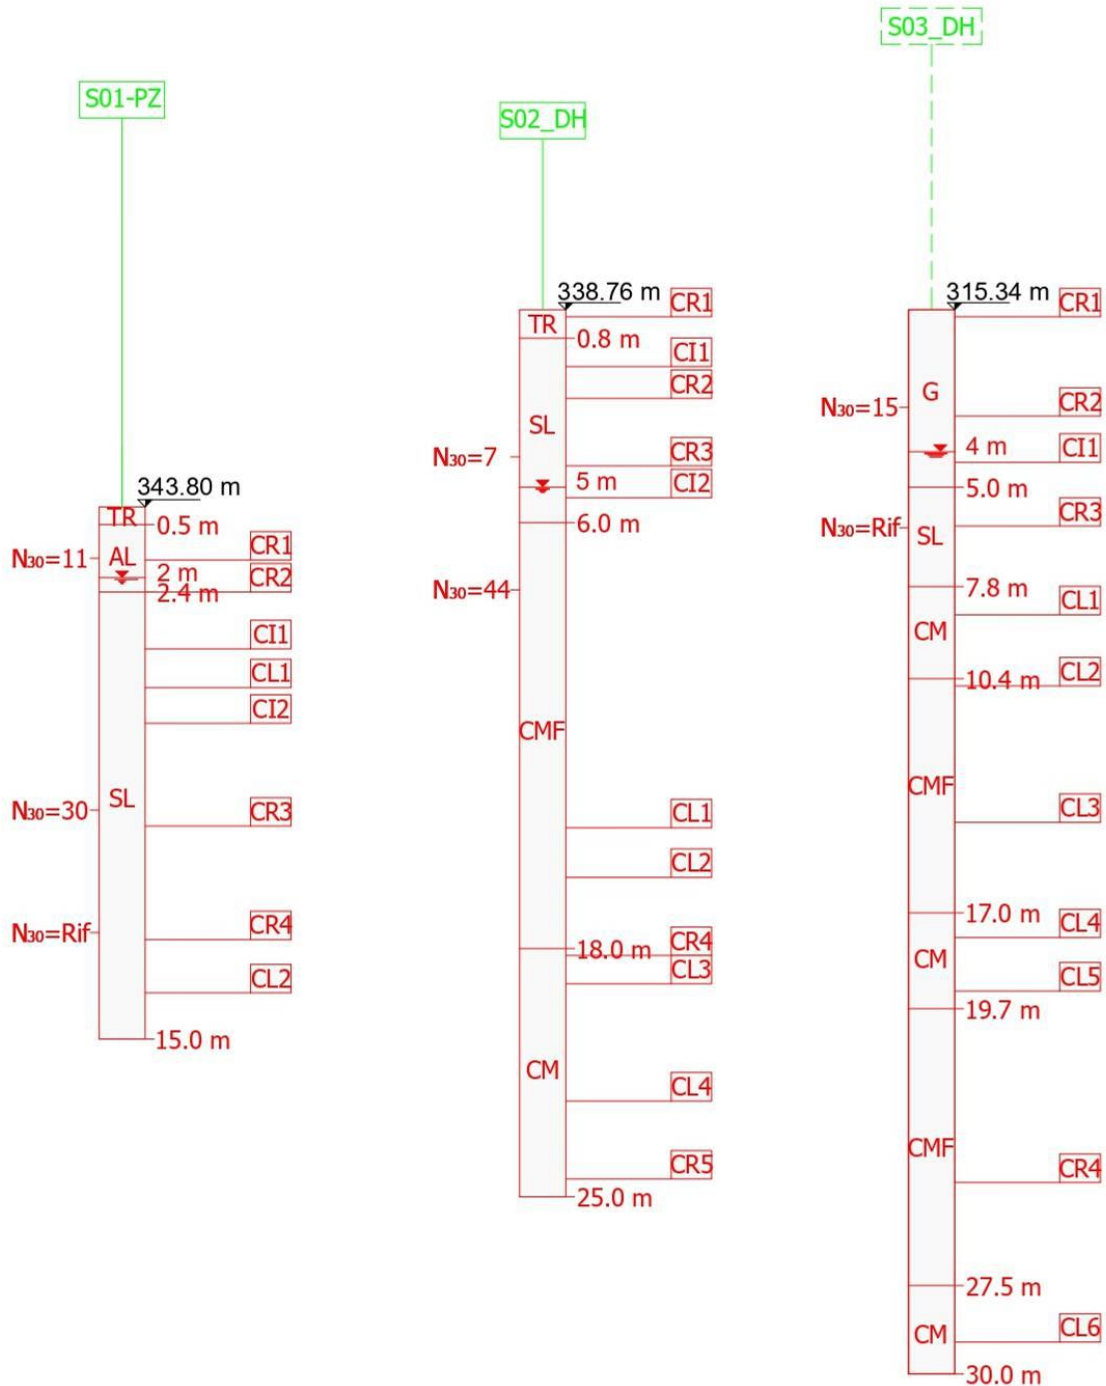 S01-PZ
343.80 m
TR
0.5 m
N₃₀=11
AL
CR1
2 m
CR2
2.4 m
CI1
CL1
CI2
SL
N₃₀=30
CR3
N₃₀=Rif
CR4
CL2
15.0 m
S02_DH
338.76 m
CR1
TR
0.8 m
CI1
CR2
SL
N₃₀=7
CR3
5 m
CI2
6.0 m
N₃₀=44
CMF
CL1
CL2
18.0 m
CR4
CL3
CM
CL4
CR5
25.0 m
S03_DH
315.34 m
CR1
G
N₃₀=15
CR2
4 m
CI1
5.0 m
CR3
N₃₀=Rif
SL
7.8 m
CL1
CM
10.4 m
CL2
CMF
CL3
17.0 m
CL4
CM
CL5
19.7 m
CMF
CR4
27.5 m
CM
CL6
30.0 m